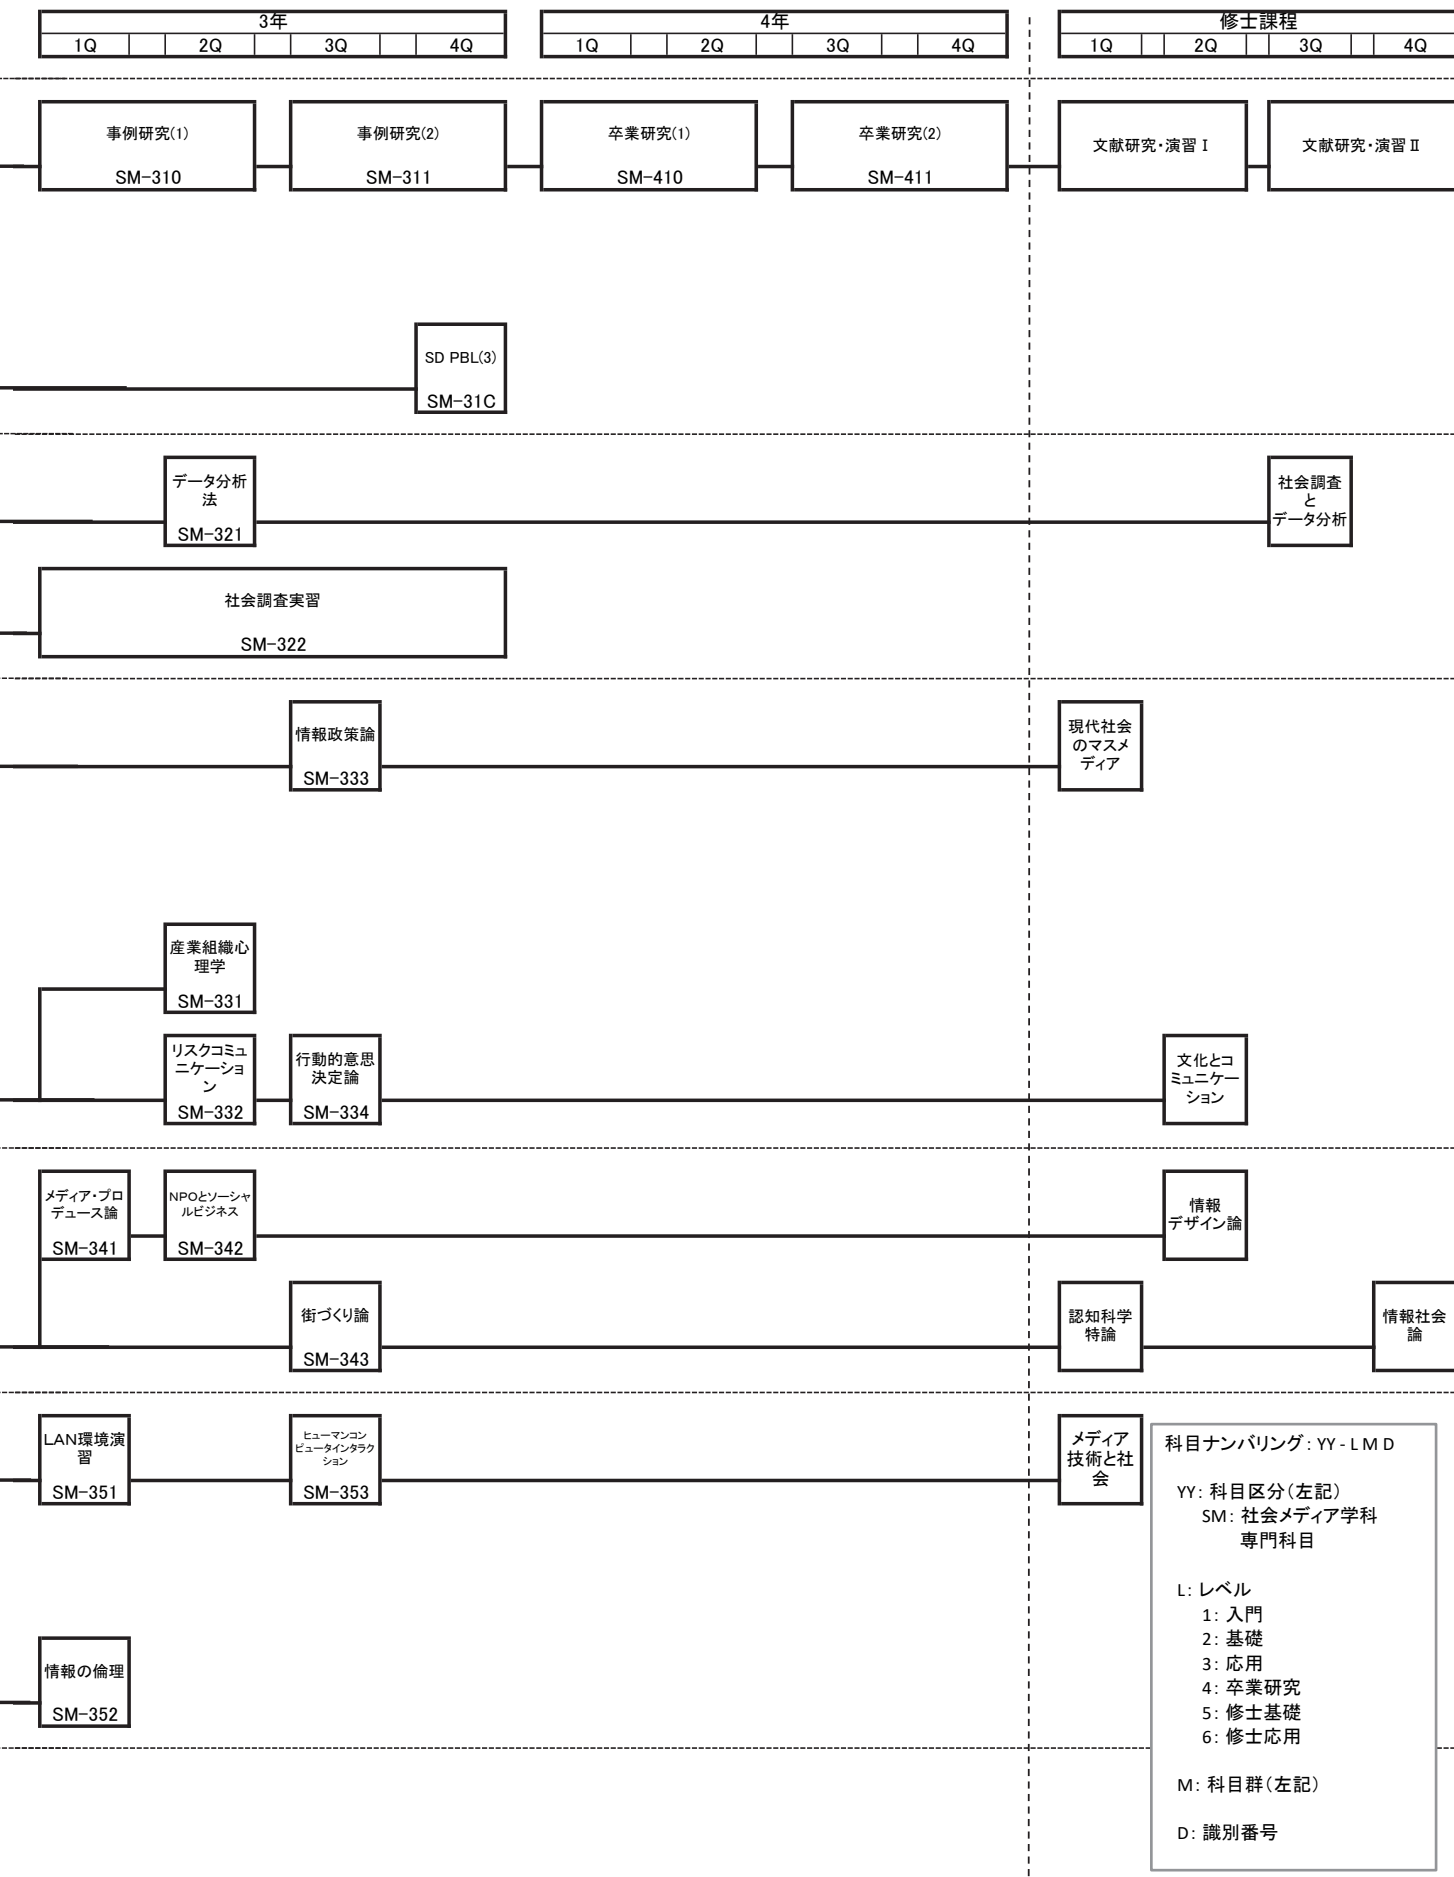 3年
4年
修士課程
1Q
2Q
3Q
4Q
1Q
2Q
3Q
4Q
1Q
2Q
3Q
4Q
事例研究(1)
SM-310
事例研究(2)
SM-311
卒業研究(1)
SM-410
卒業研究(2)
SM-411
文献研究・演習Ⅰ
文献研究・演習Ⅱ
SD PBL(3)
SM-31C
データ分析
法
SM-321
社会調査
と
データ分析
社会調査実習
SM-322
情報政策論
SM-333
現代社会
のマスメ
ディア
産業組織心
理学
SM-331
リスクコミュ
ニケーショ
ン
SM-332
行動的意思
決定論
SM-334
文化とコ
ミュニケー
ション
メディア・プロ
デュース論
SM-341
NPOとソーシャ
ルビジネス
SM-342
情報
デザイン論
街づくり論
SM-343
認知科学
特論
情報社会
論
LAN環境演
習
SM-351
ヒューマンコン
ピュータインタラク
ション
SM-353
メディア
技術と社
会
情報の倫理
SM-352
科目ナンバリング: YY - L M D
YY: 科目区分(左記)
SM: 社会メディア学科
専門科目
L: レベル
1: 入門
2: 基礎
3: 応用
4: 卒業研究
5: 修士基礎
6: 修士応用
M: 科目群(左記)
D: 識別番号